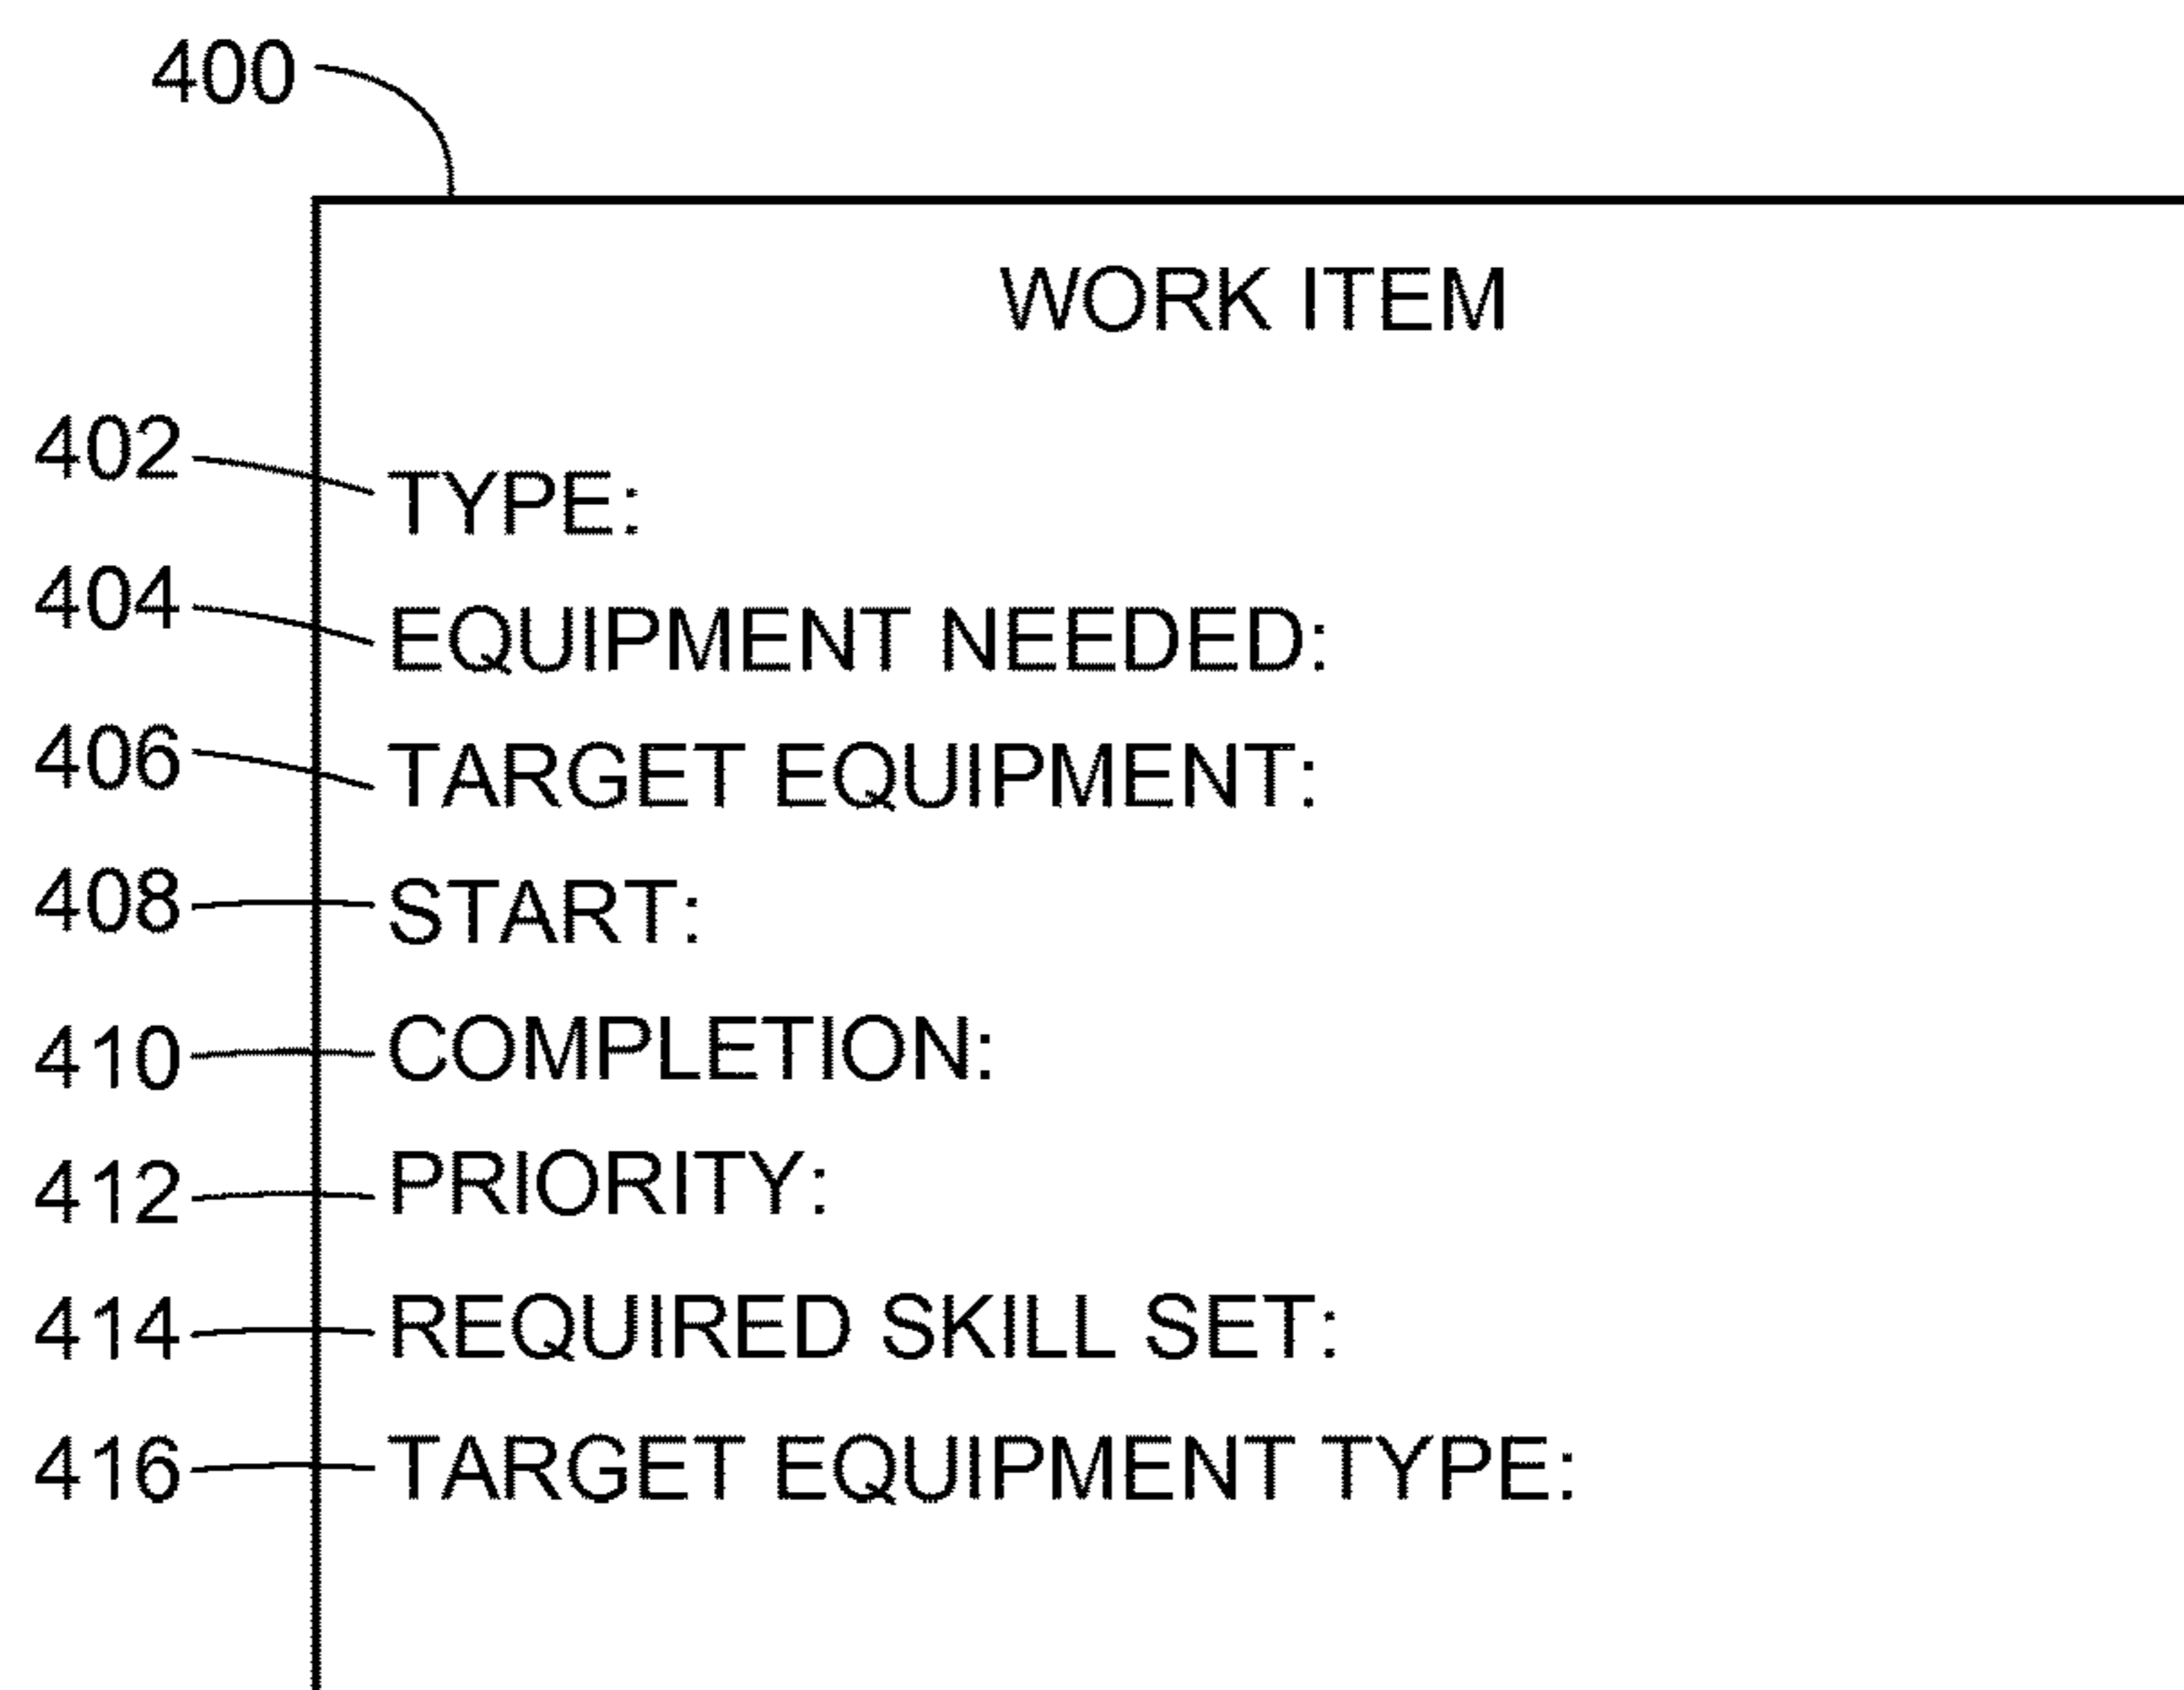 400
WORK ITEM
402 TYPE:
404 EQUIPMENT NEEDED:
406 TARGET EQUIPMENT:
408 START:
410 COMPLETION:
412 PRIORITY:
414 REQUIRED SKILL SET:
416 TARGET EQUIPMENT TYPE: